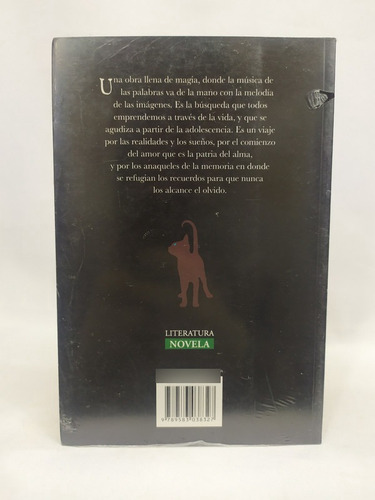 Una obra llena de magia, donde la música de
las palabras va de la mano con la melodía
de las imágenes. Es la búsqueda que todos
emprendemos a través de la vida, y que se
agudiza a partir de la adolescencia. Es un viaje
por las realidades y los sueños, por el comienzo
del amor que es la patria del alma,
y por los anaqueles de la memoria en donde
se refugian los recuerdos para que nunca
los alcance el olvido.
LITERATURA
NOVELA